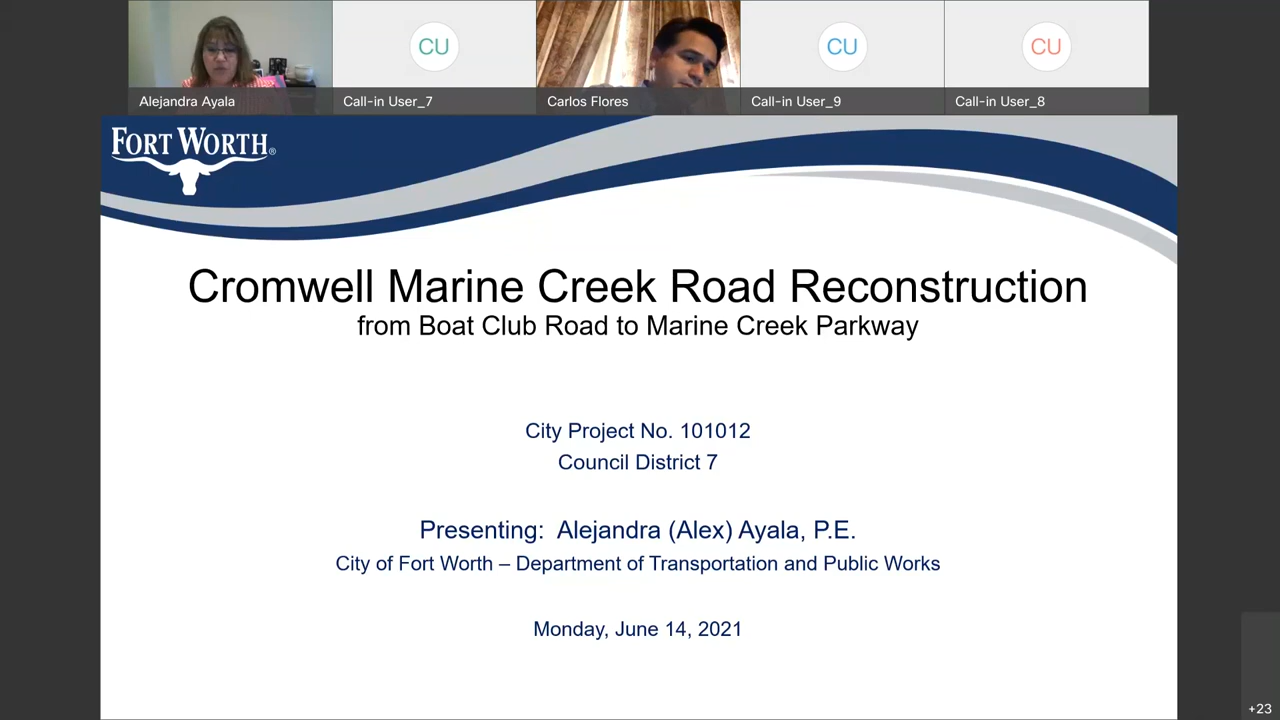 CU
CU
CU
Alejandra Ayala
Call-in User_7
Carlos Flores
Call-in User_9
Call-in User_8
FORT WORTH®
Cromwell Marine Creek Road Reconstruction
from Boat Club Road to Marine Creek Parkway
City Project No. 101012
Council District 7
Presenting: Alejandra (Alex) Ayala, P.E.
City of Fort Worth – Department of Transportation and Public Works
Monday, June 14, 2021
+23